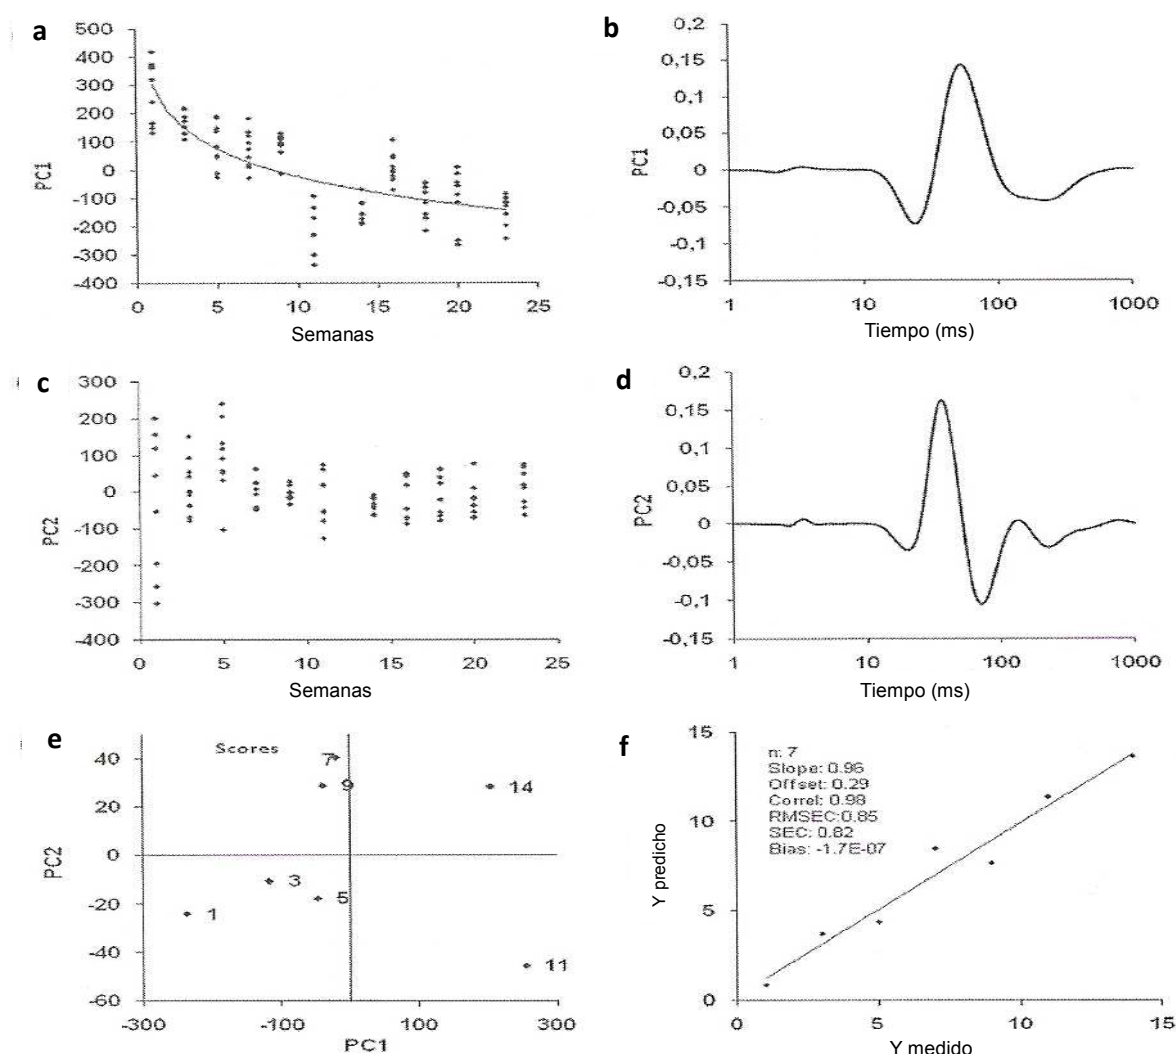 a
500
400
300
200
100
0
-100
-200
-300
-400
PC1
0 5 10 15 20 25
Semanas
b
0,2
0,15
0,1
0,05
0
-0,05
-0,1
-0,15
PC1
1 10 100 1000
Tiempo (ms)
c
300
200
100
0
-100
-200
-300
-400
PC2
0 5 10 15 20 25
Semanas
d
0,2
0,15
0,1
0,05
0
-0,05
-0,1
-0,15
PC2
1 10 100 1000
Tiempo (ms)
e
Scores
40
20
0
-20
-40
-60
PC2
7
9
14
3
5
1
11
-300 -100 100 300
PC1
f
15
10
5
0
Y predicho
n: 7
Slope: 0.96
Offset: 0.29
Correl: 0.98
RMSEC:0.85
SEC: 0.82
Bias: -1.7E-07
0 5 10 15
Y medido